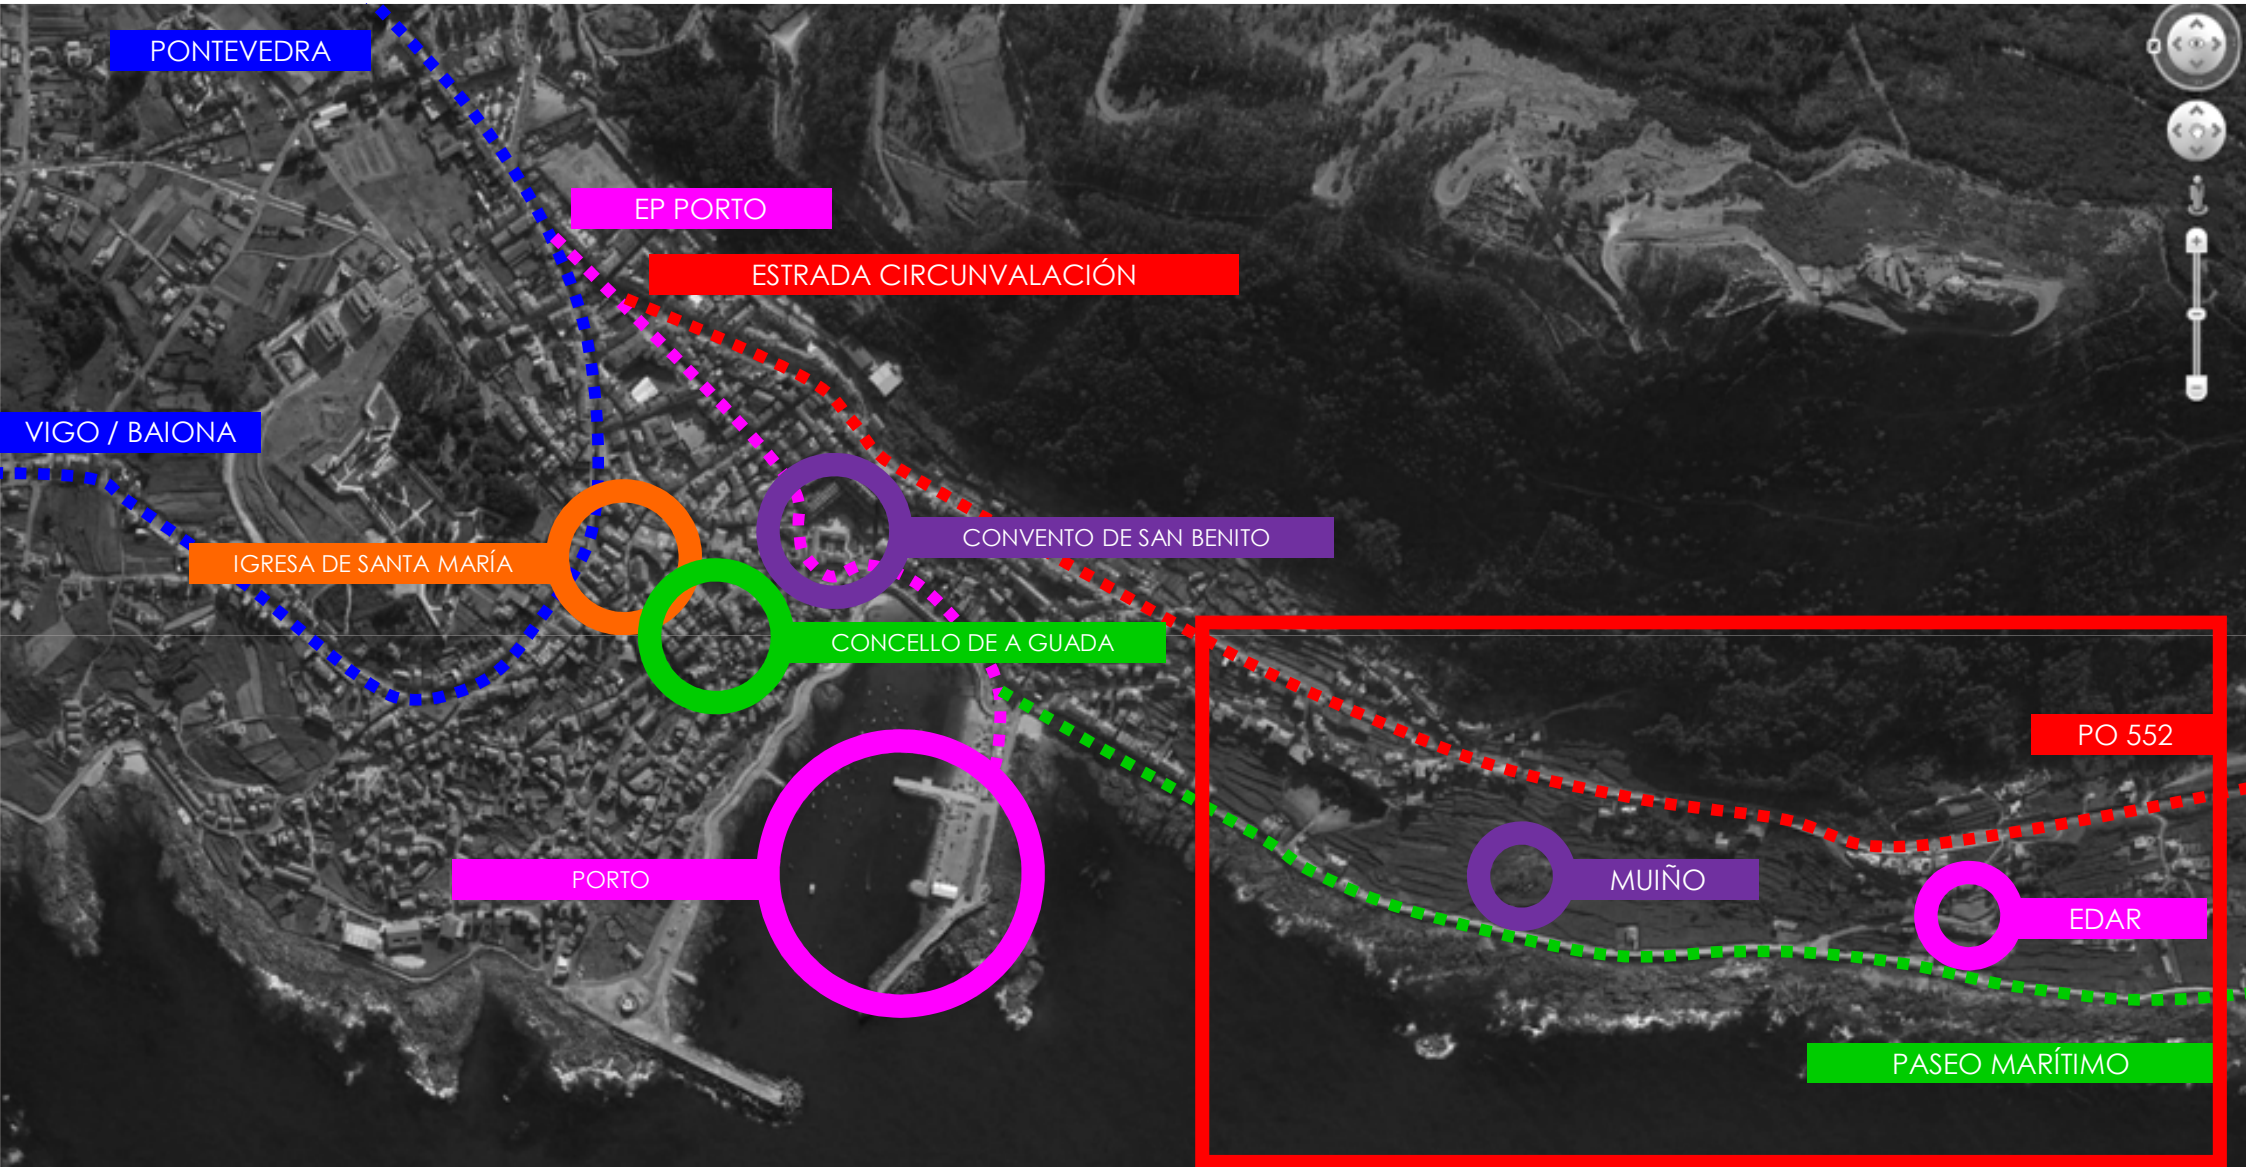 PONTEVEDRA
EP PORTO
ESTRADA CIRCUNVALACIÓN
VIGO / BAIONA
CONVENTO DE SAN BENITO
IGRESA DE SANTA MARÍA
CONCELLO DE A GUADA
PO 552
PORTO
MUIÑO
EDAR
PASEO MARÍTIMO